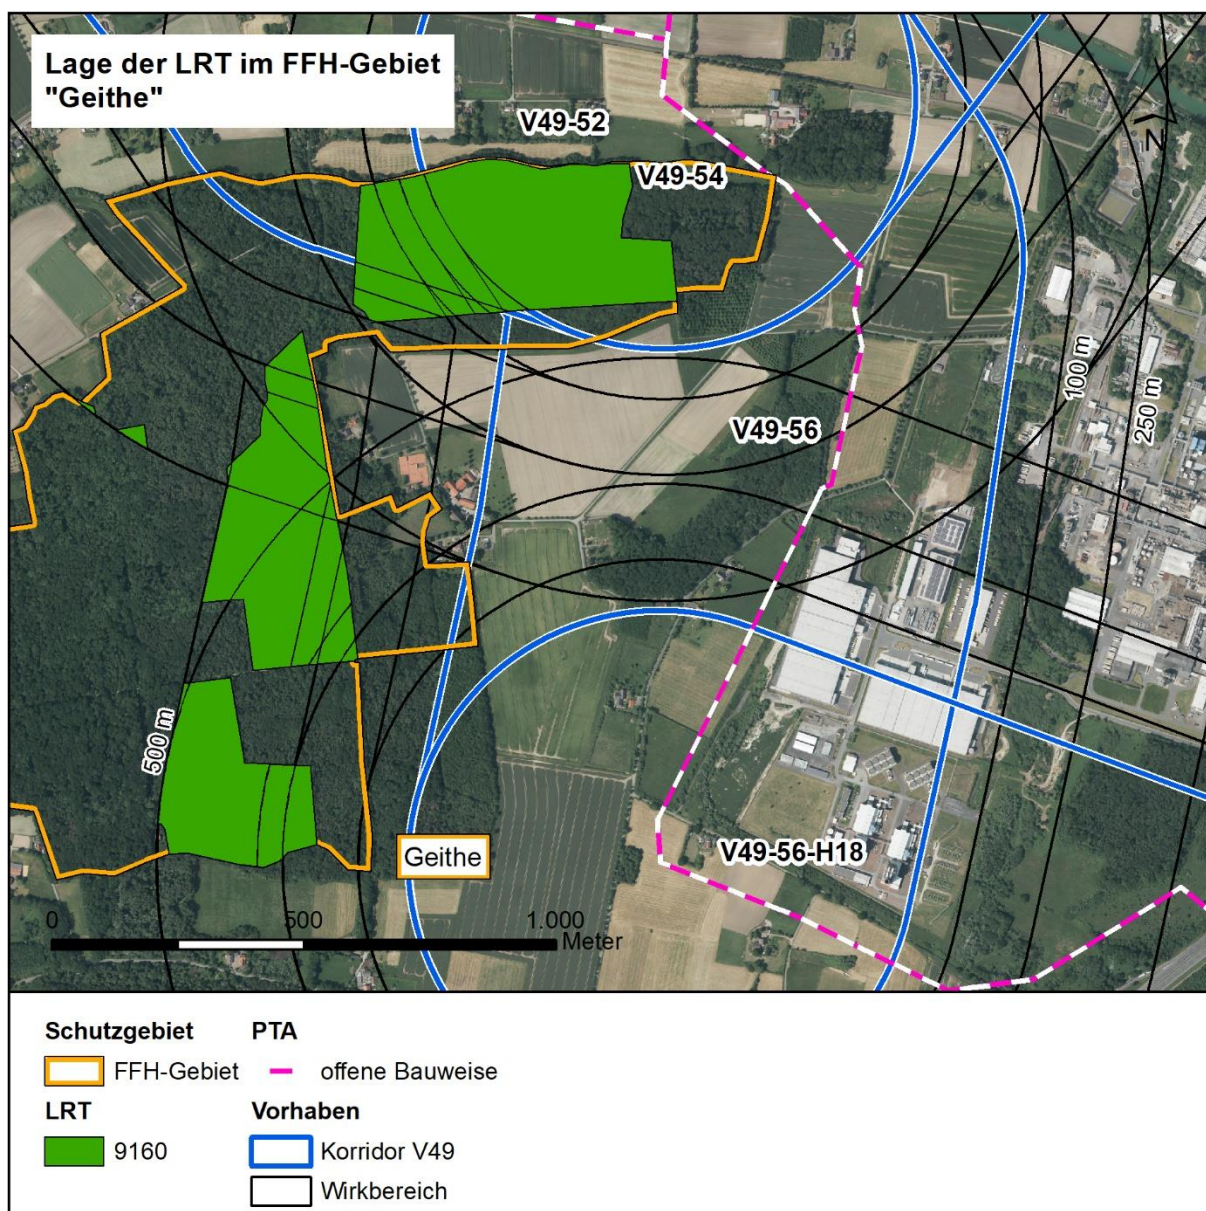 Lage der LRT im FFH-Gebiet
"Geithe"
V49-52
N
V49-54
100 m
250 m
V49-56
500 m
Geithe
V49-56-H18
0 500 1.000
Meter
Schutzgebiet PTA
FFH-Gebiet offene Bauweise
LRT Vorhaben
9160 Korridor V49
Wirkbereich